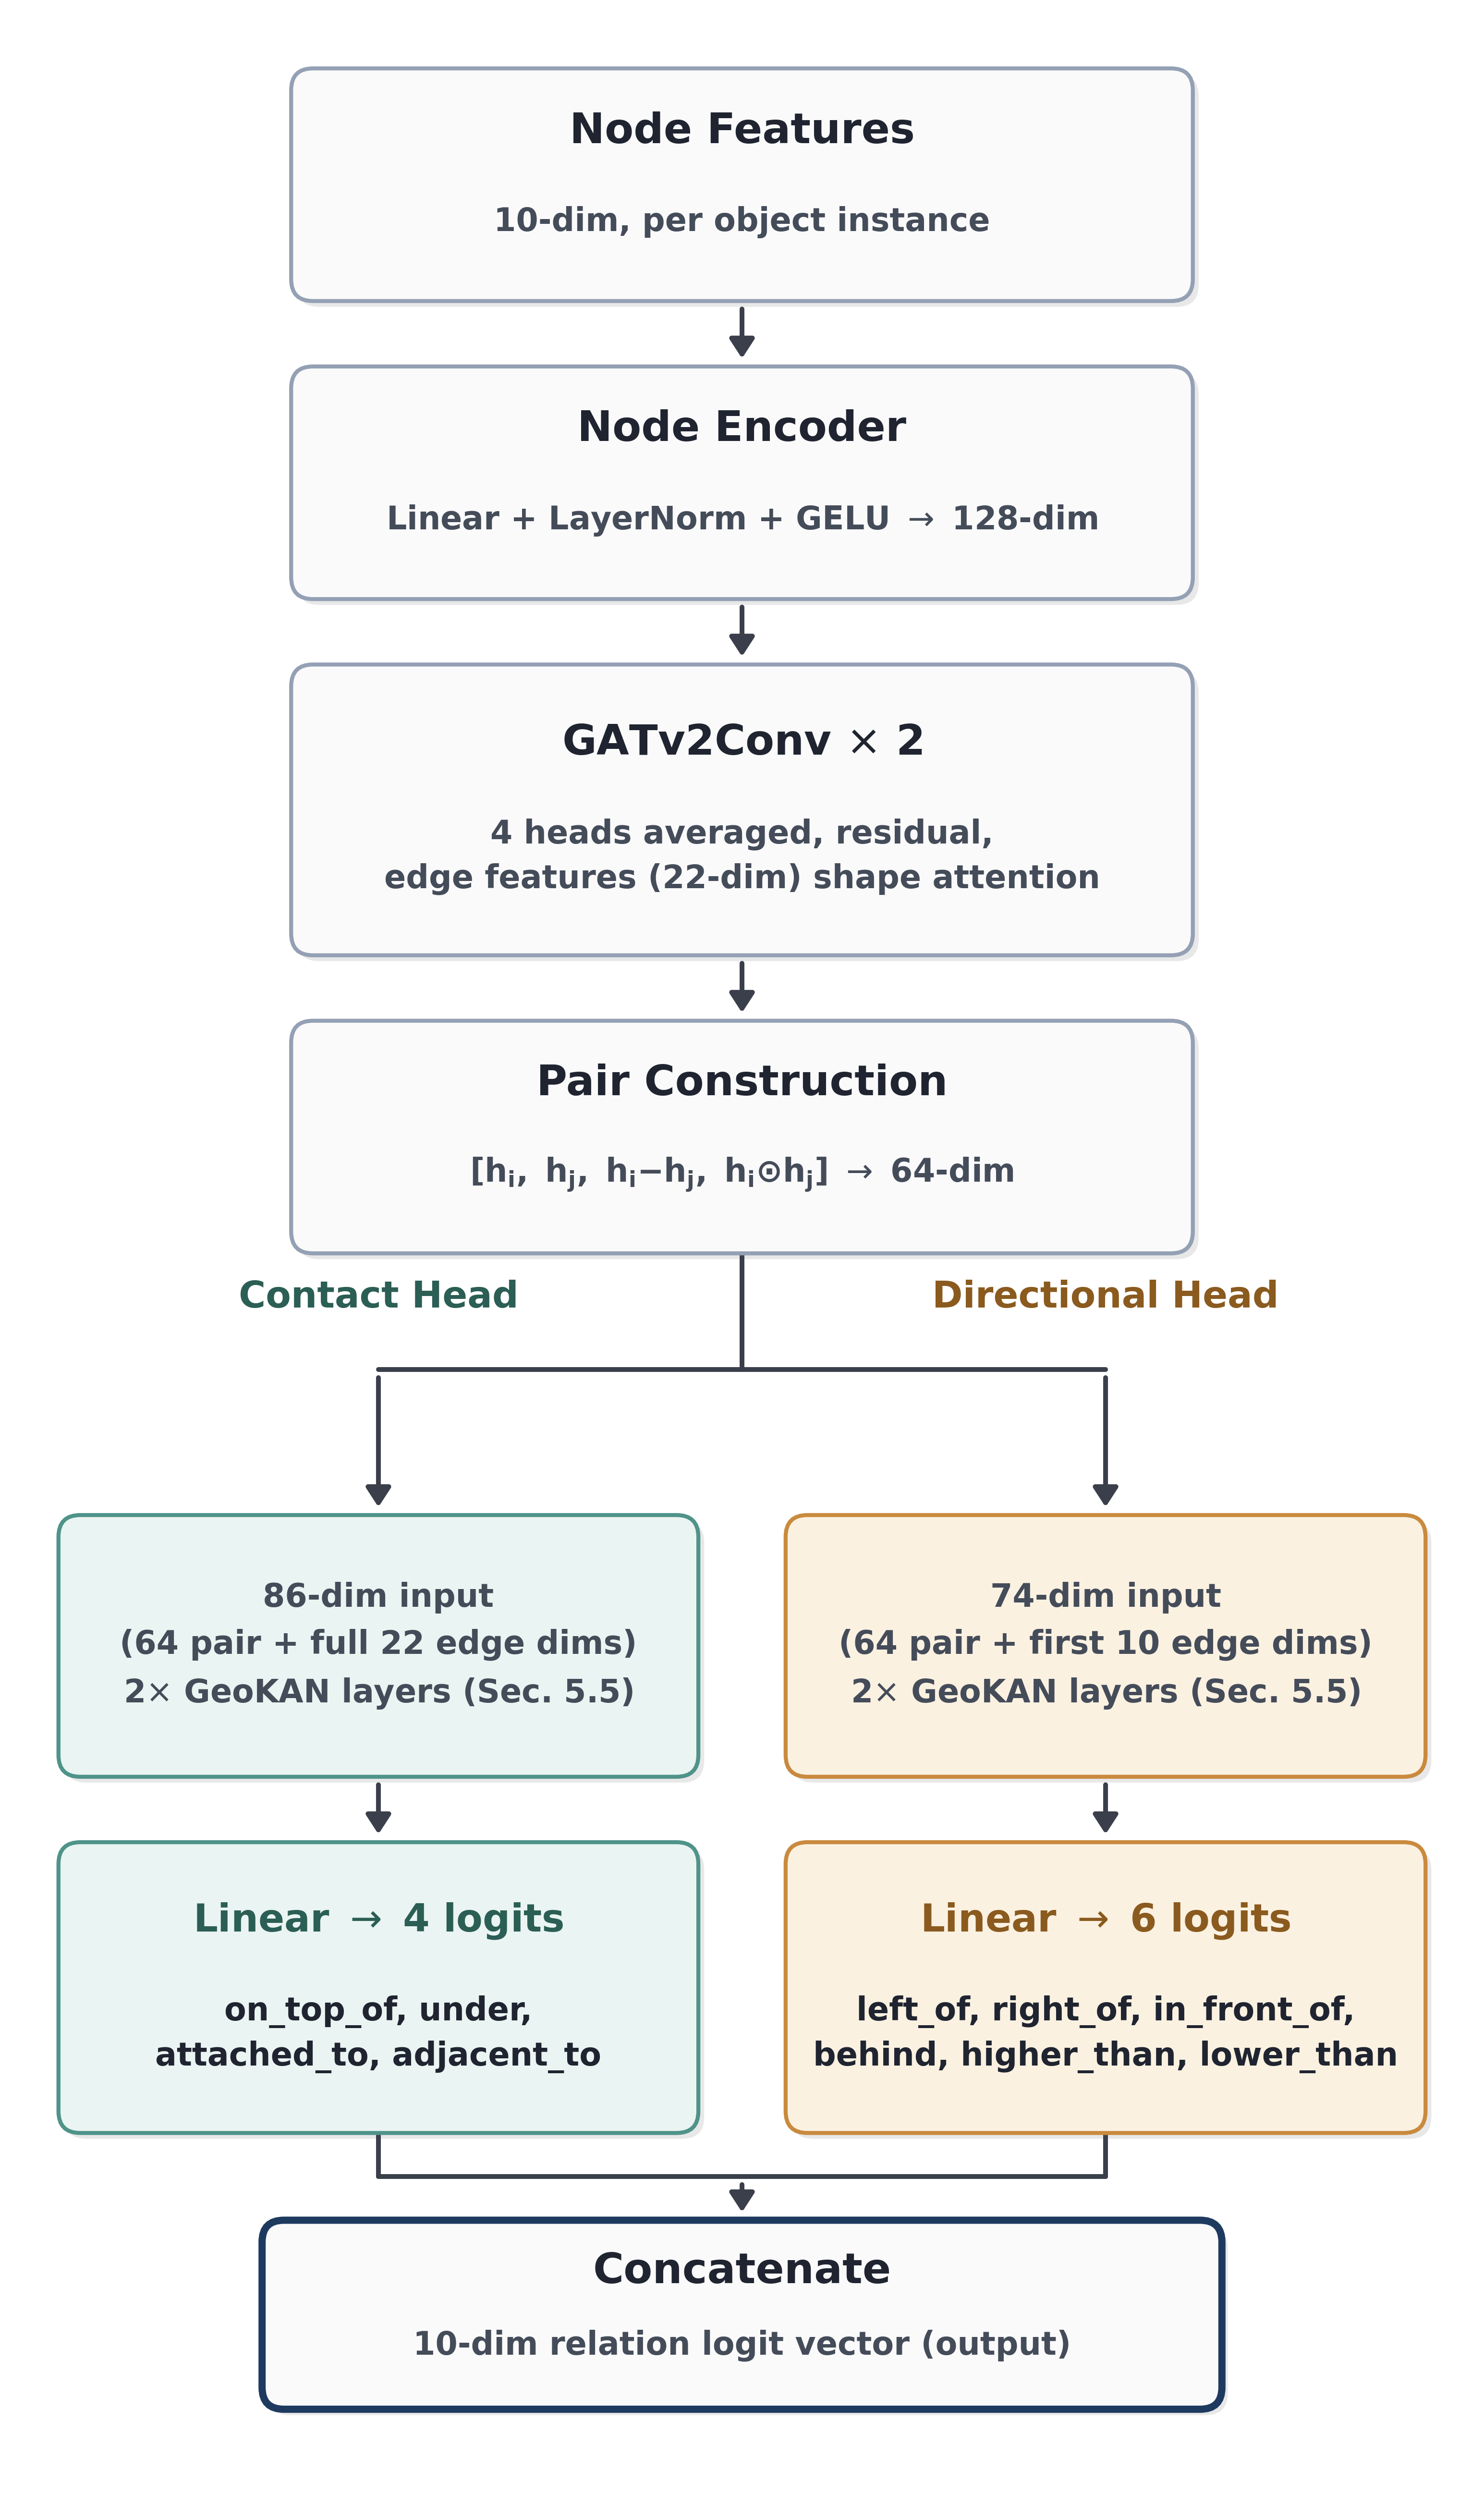 Node Features
10-dim, per object instance
Node Encoder
Linear + LayerNorm + GELU → 128-dim
GATv2Conv × 2
4 heads averaged, residual,
edge features (22-dim) shape attention
Pair Construction
[hᵢ, hⱼ, hᵢ−hⱼ, hᵢ⊙hⱼ] → 64-dim
Contact Head
Directional Head
86-dim input
(64 pair + full 22 edge dims)
2× GeoKAN layers (Sec. 5.5)
74-dim input
(64 pair + first 10 edge dims)
2× GeoKAN layers (Sec. 5.5)
Linear → 4 logits
on_top_of, under,
attached_to, adjacent_to
Linear → 6 logits
left_of, right_of, in_front_of,
behind, higher_than, lower_than
Concatenate
10-dim relation logit vector (output)